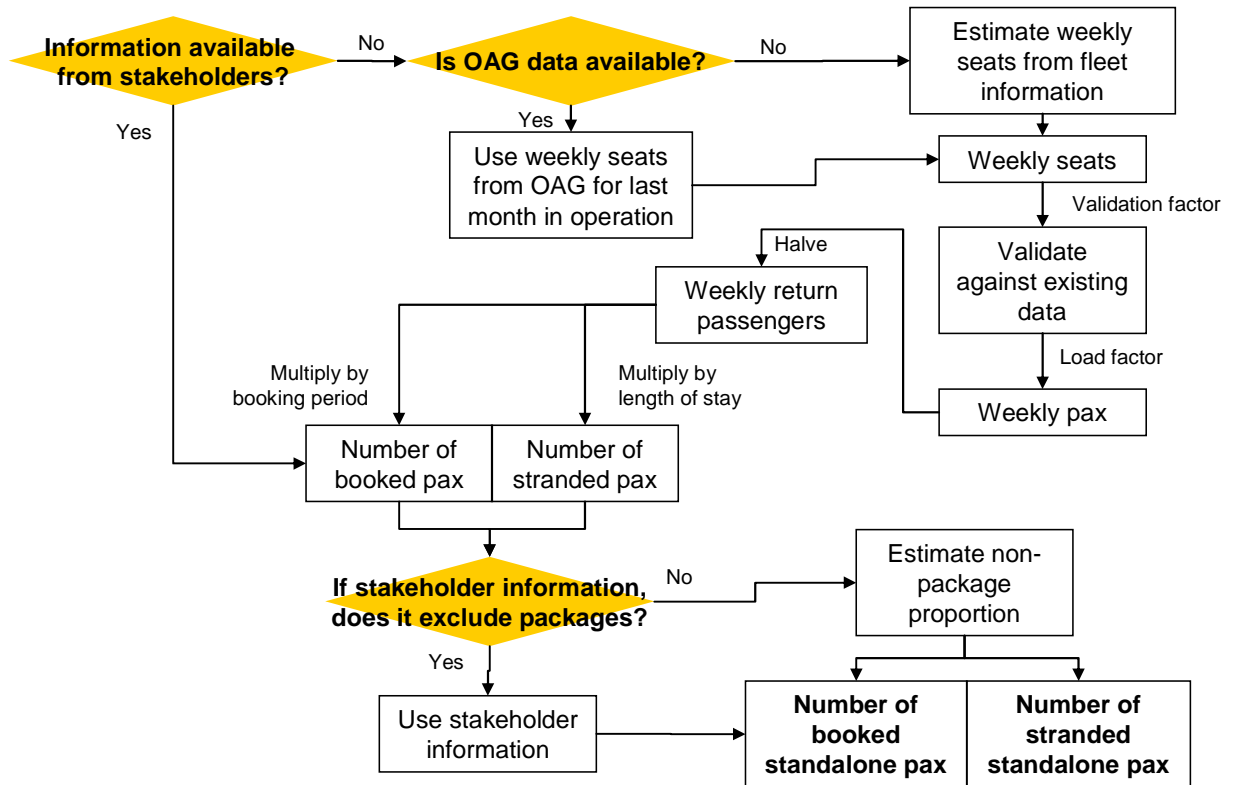 Information available
from stakeholders?
No
Is OAG data available?
No
Estimate weekly
seats from fleet
information
Yes
Yes
Use weekly seats
from OAG for last
month in operation
Weekly seats
Validation factor
Halve
Validate
against existing
data
Weekly return
passengers
Load factor
Multiply by
booking period
Multiply by
length of stay
Weekly pax
Number of
booked pax
Number of
stranded pax
If stakeholder information,
does it exclude packages?
No
Estimate non-
package
proportion
Yes
Use stakeholder
information
Number of
booked
standalone pax
Number of
stranded
standalone pax